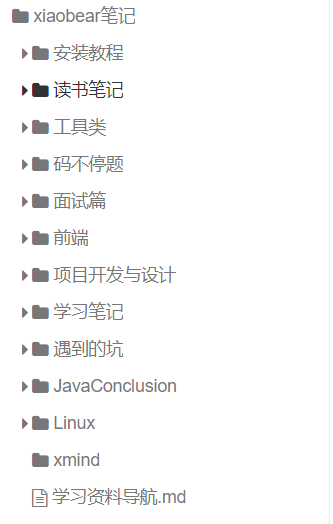 xiaobear笔记
安装教程
读书笔记
工具类
码不停题
面试篇
前端
项目开发与设计
学习笔记
遇到的坑
JavaConclusion
Linux
xmind
学习资料导航.md